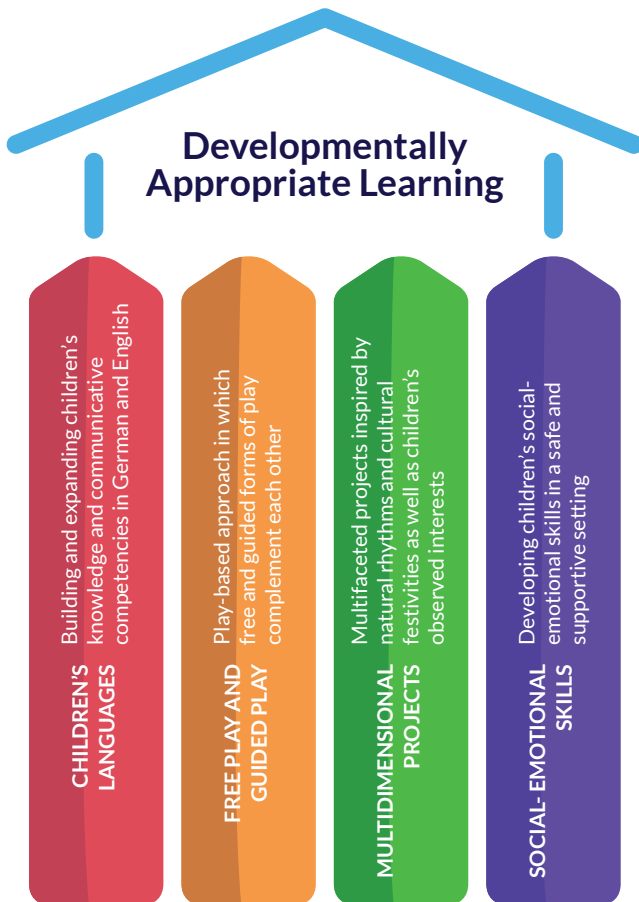 Developmentally
Appropriate Learning
CHILDREN'S
LANGUAGES
Building and expanding children's
knowledge and communicative
competencies in German and English
FREE PLAY AND
GUIDED PLAY
Play-based approach in which
free and guided forms of play
complement each other
MULTIDIMENSIONAL
PROJECTS
Multifaceted projects inspired by
natural rhythms and cultural
festivities as well as children's
observed interests
SOCIAL- EMOTIONAL
SKILLS
Developing children's social-
emotional skills in a safe and
supportive setting